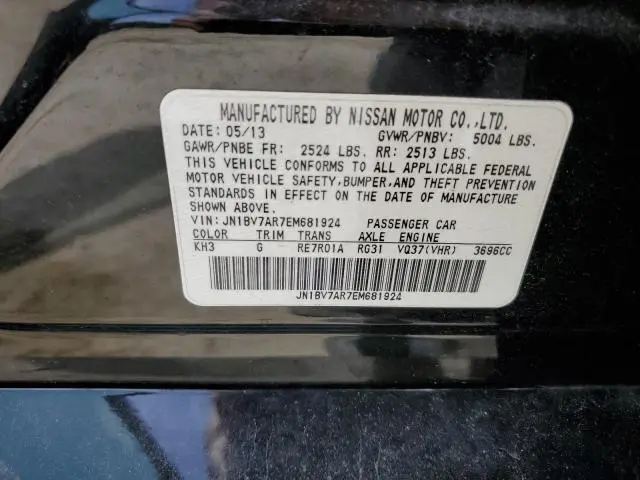 MANUFACTURED BY NISSAN MOTOR CO.,LTD.
DATE: 05/13 GVWR/PNBV: 5004 LBS.
GAWR/PNBE FR: 2524 LBS. RR: 2513 LBS.
THIS VEHICLE CONFORMS TO ALL APPLICABLE FEDERAL
MOTOR VEHICLE SAFETY,BUMPER,AND THEFT PREVENTION
STANDARDS IN EFFECT ON THE DATE OF MANUFACTURE
SHOWN ABOVE.
VIN: JN1BV7AR7EM681924 PASSENGER CAR
COLOR TRIM TRANS AXLE ENGINE
KH3 G RE7R01A RG31 VQ37(VHR) 3696CC
JN1BV7AR7EM681924